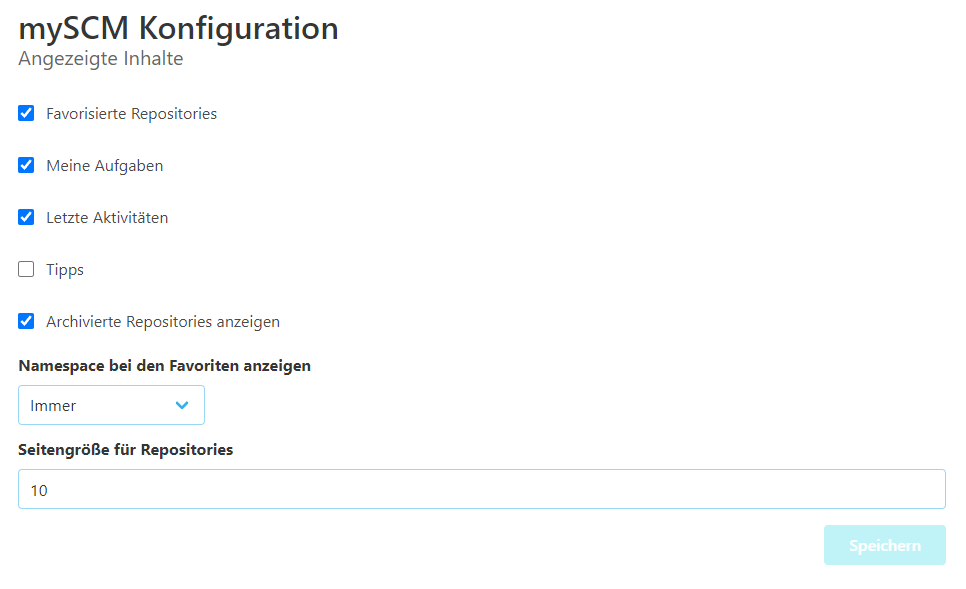 mySCM Konfiguration
Angezeigte Inhalte
Favorisierte Repositories
Meine Aufgaben
Letzte Aktivitäten
Tipps
Archivierte Repositories anzeigen
Namespace bei den Favoriten anzeigen
Immer
Seitengröße für Repositories
10
Speichern